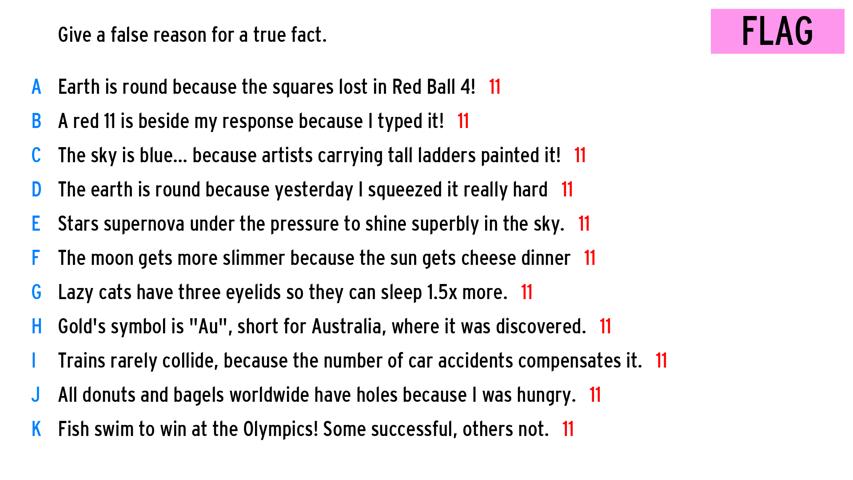 Give a false reason for a true fact.
FLAG
A Earth is round because the squares lost in Red Ball 4! 11
B A red 11 is beside my response because I typed it! 11
C The sky is blue... because artists carrying tall ladders painted it! 11
D The earth is round because yesterday I squeezed it really hard 11
E Stars supernova under the pressure to shine superbly in the sky. 11
F The moon gets more slimmer because the sun gets cheese dinner 11
G Lazy cats have three eyelids so they can sleep 1.5x more. 11
H Gold's symbol is "Au", short for Australia, where it was discovered. 11
I Trains rarely collide, because the number of car accidents compensates it. 11
J All donuts and bagels worldwide have holes because I was hungry. 11
K Fish swim to win at the Olympics! Some successful, others not. 11